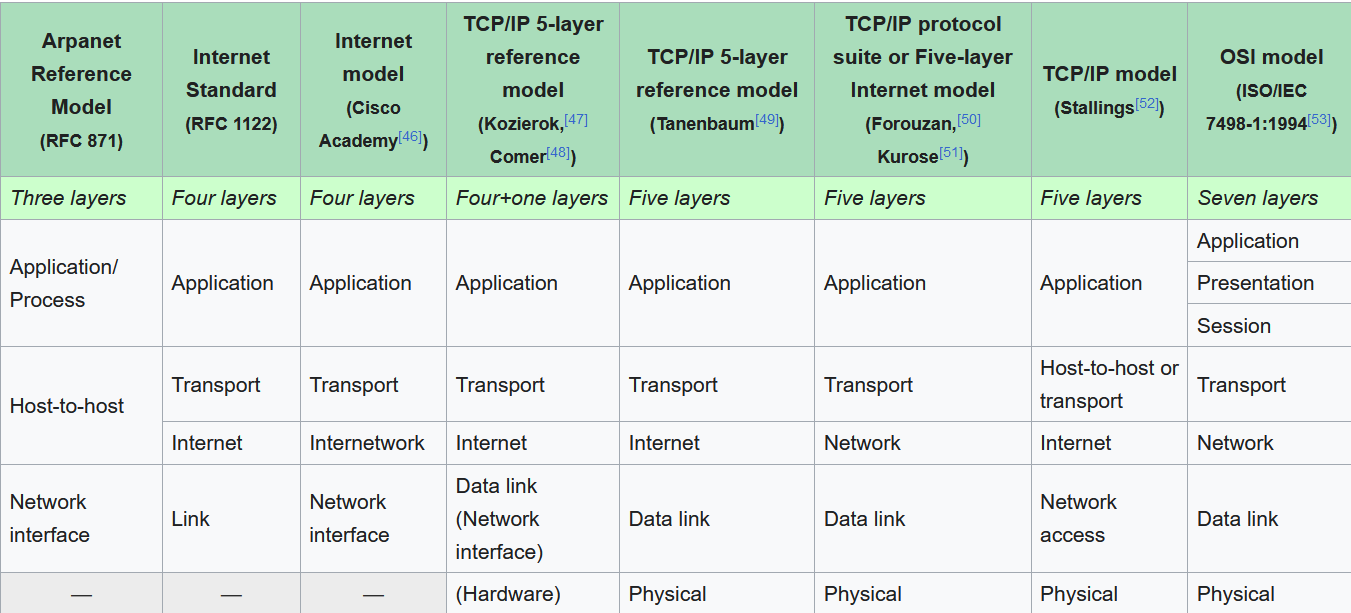 Arpanet
Reference
Model
(RFC 871)
Internet
Standard
(RFC 1122)
Internet
model
(Cisco
Academy[46])
TCP/IP 5-layer
reference
model
(Kozierok,[47]
Comer[48])
TCP/IP 5-layer
reference model
(Tanenbaum[49])
TCP/IP protocol
suite or Five-layer
Internet model
(Forouzan,[50]
Kurose[51])
TCP/IP model
(Stallings[52])
OSI model
(ISO/IEC
7498-1:1994[53])
Three layers
Four layers
Four layers
Four+one layers
Five layers
Five layers
Five layers
Seven layers
Application/
Process
Application
Application
Application
Application
Application
Application
Application
Presentation
Session
Host-to-host
Transport
Transport
Transport
Transport
Transport
Host-to-host or
transport
Transport
Internet
Internetwork
Internet
Internet
Network
Internet
Network
Network
interface
Link
Network
interface
Data link
(Network
interface)
Data link
Data link
Network
access
Data link
—
—
—
(Hardware)
Physical
Physical
Physical
Physical